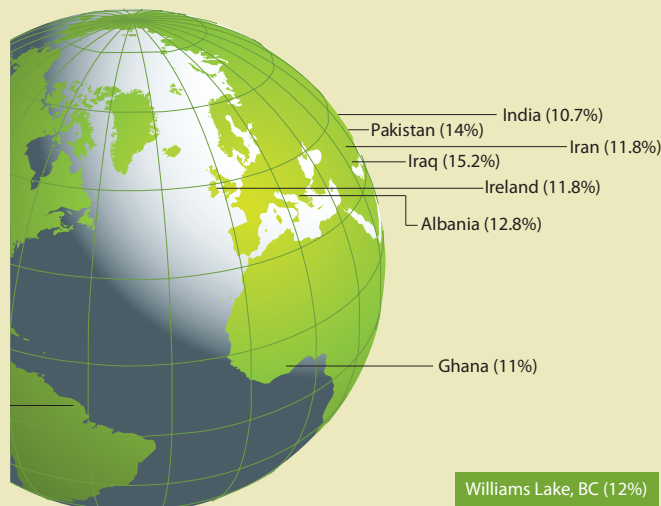 India (10.7%)
Pakistan (14%)
Iran (11.8%)
Iraq (15.2%)
Ireland (11.8%)
Albania (12.8%)
Ghana (11%)
Williams Lake, BC (12%)